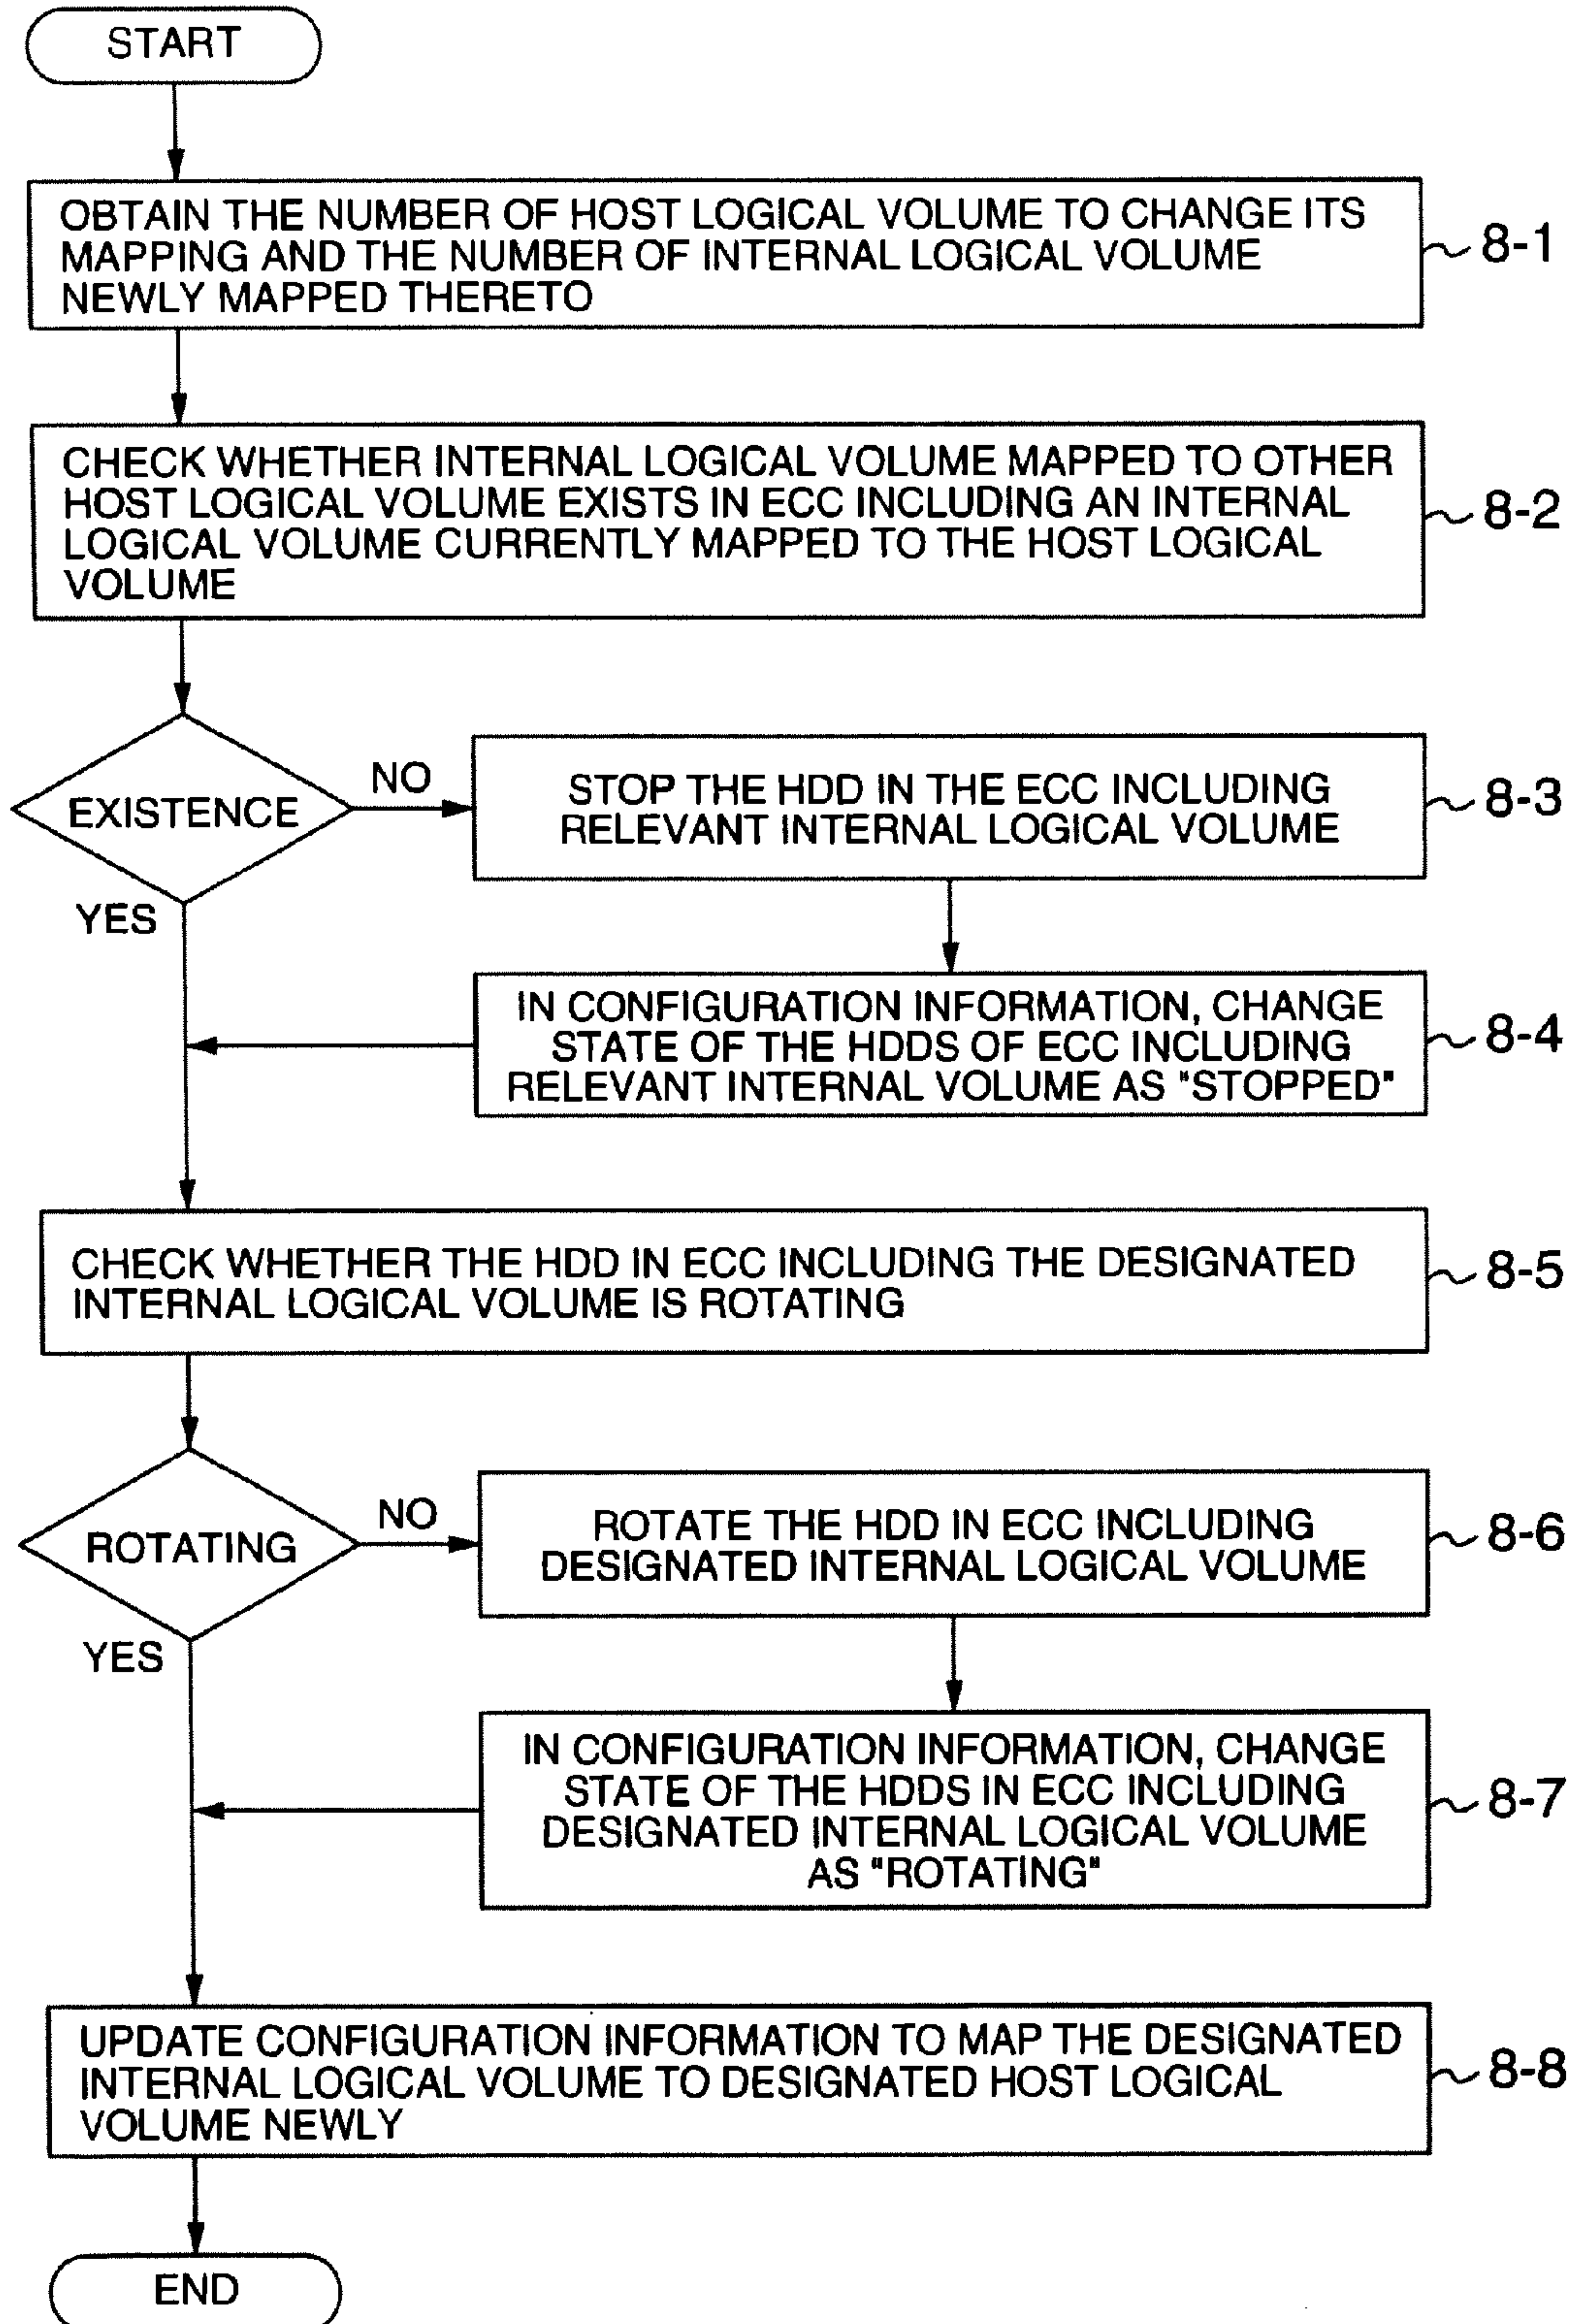 START
OBTAIN THE NUMBER OF HOST LOGICAL VOLUME TO CHANGE ITS
MAPPING AND THE NUMBER OF INTERNAL LOGICAL VOLUME
NEWLY MAPPED THERETO
8-1
CHECK WHETHER INTERNAL LOGICAL VOLUME MAPPED TO OTHER
HOST LOGICAL VOLUME EXISTS IN ECC INCLUDING AN INTERNAL
LOGICAL VOLUME CURRENTLY MAPPED TO THE HOST LOGICAL
VOLUME
8-2
EXISTENCE
NO
STOP THE HDD IN THE ECC INCLUDING
RELEVANT INTERNAL LOGICAL VOLUME
8-3
YES
IN CONFIGURATION INFORMATION, CHANGE
STATE OF THE HDDS OF ECC INCLUDING
RELEVANT INTERNAL VOLUME AS "STOPPED"
8-4
CHECK WHETHER THE HDD IN ECC INCLUDING THE DESIGNATED
INTERNAL LOGICAL VOLUME IS ROTATING
8-5
ROTATING
NO
ROTATE THE HDD IN ECC INCLUDING
DESIGNATED INTERNAL LOGICAL VOLUME
8-6
YES
IN CONFIGURATION INFORMATION, CHANGE
STATE OF THE HDDS IN ECC INCLUDING
DESIGNATED INTERNAL LOGICAL VOLUME
AS "ROTATING"
8-7
UPDATE CONFIGURATION INFORMATION TO MAP THE DESIGNATED
INTERNAL LOGICAL VOLUME TO DESIGNATED HOST LOGICAL
VOLUME NEWLY
8-8
END